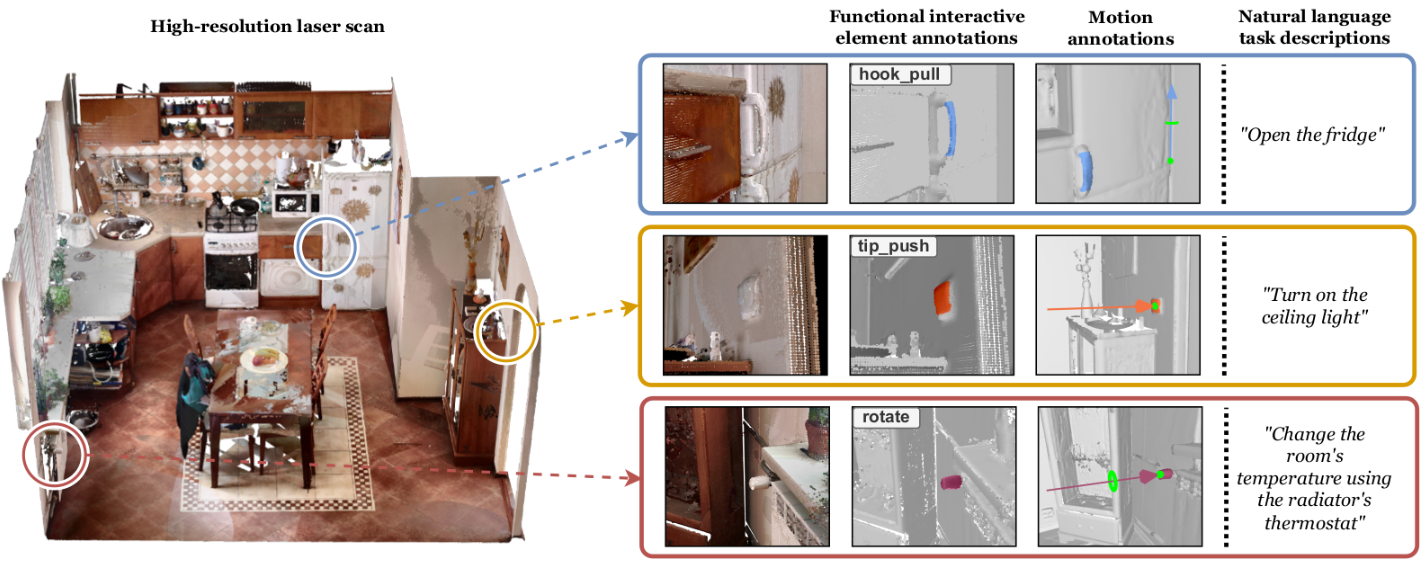 High-resolution laser scan
Functional interactive
element annotations
Motion
annotations
Natural language
task descriptions
hook_pull
"Open the fridge"
tip_push
"Turn on the
ceiling light"
rotate
"Change the
room's
temperature using
the radiator's
thermostat"